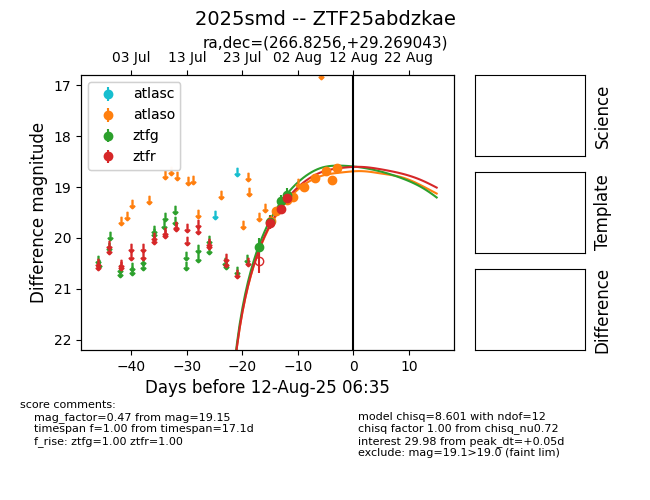 2025smd -- ZTF25abdzkae
ra,dec=(266.8256,+29.269043)
03 Jul 13 Jul 23 Jul 02 Aug 12 Aug 22 Aug
17
18
19
20
21
22
Difference magnitude
atlasc
atlaso
ztfg
ztfr
−40 −30 −20 −10 0 10
Days before 12-Aug-25 06:35
Science
Template
Difference
score comments:
mag_factor=0.47 from mag=19.15
timespan f=1.00 from timespan=17.1d
f_rise: ztfg=1.00 ztfr=1.00
model chisq=8.601 with ndof=12
chisq factor 1.00 from chisq_nu0.72
interest 29.98 from peak_dt=+0.05d
exclude: mag=19.1>19.0 (faint lim)